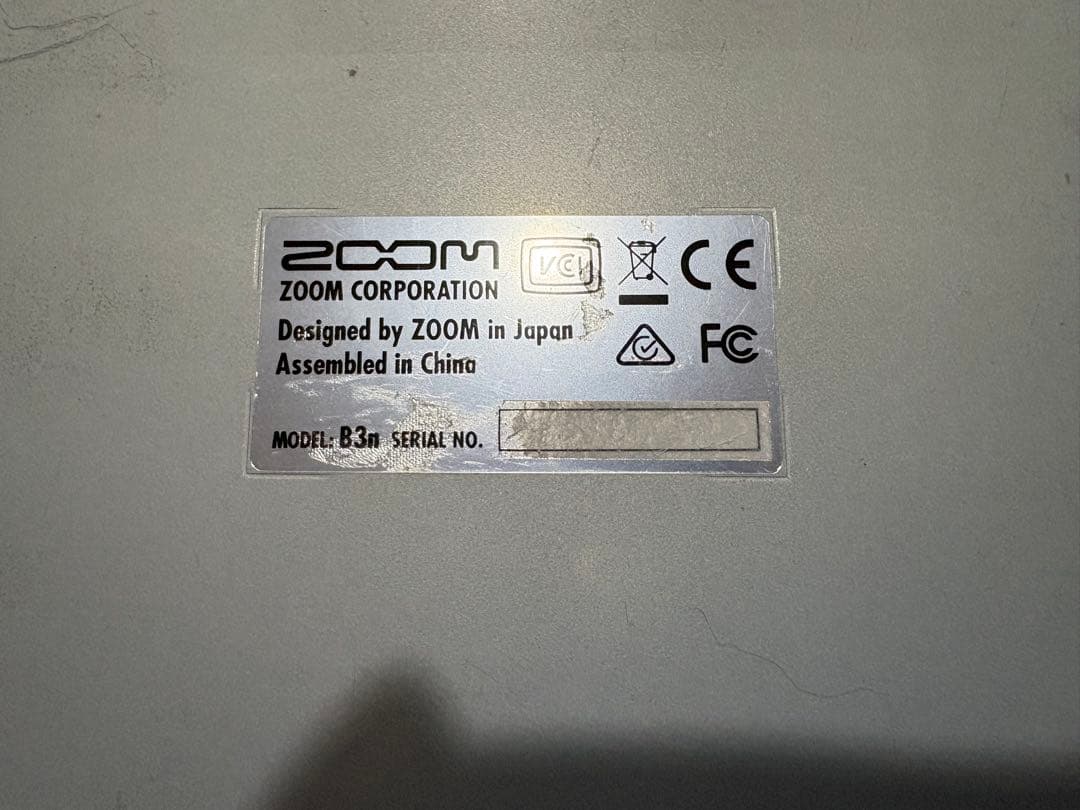 ZOOM
ZOOM CORPORATION
VCI
CE
Designed by ZOOM in Japan
Assembled in China
FC
MODEL: B3n SERIAL NO.